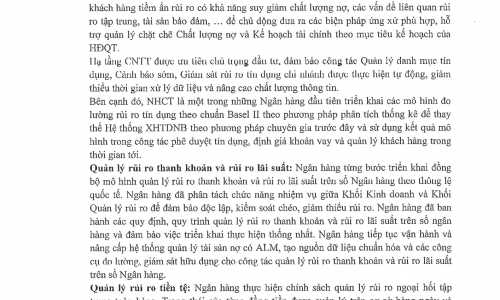 khách hàng tiềm ẩn rủi ro có khả năng suy giảm chất lượng nợ, các vấn đề liên quan rủi
ro tập trung, tài sản bảo đảm, … để chủ động đưa ra các biện pháp ứng xử phù hợp, hỗ
trợ quản lý chặt chẽ Chất lượng nợ và Kế hoạch tài chính theo mục tiêu kế hoạch của
HĐQT.
Hạ tầng CNTT được ưu tiên chú trọng đầu tư, đảm bảo công tác Quản lý danh mục tín
dụng, Cảnh báo sớm, Giám sát rủi ro tín dụng chi nhánh được thực hiện tự động, giảm
thiểu thời gian xử lý dữ liệu và nâng cao chất lượng thông tin.
Bên cạnh đó, NHCT là một trong những Ngân hàng đầu tiên triển khai các mô hình đo
lường rủi ro tín dụng theo chuẩn Basel II theo phương pháp phân tích thống kê để thay
thế Hệ thống XHTDNB theo phương pháp chuyên gia trước đây và sử dụng kết quả mô
hình trong công tác phê duyệt tín dụng, định giá khoản vay và quản lý khách hàng trong
thời gian tới.
Quản lý rủi ro thanh khoản và rủi ro lãi suất: Ngân hàng từng bước triển khai đồng
bộ mô hình quản lý rủi ro thanh khoản và rủi ro lãi suất trên sổ Ngân hàng theo thông lệ
quốc tế. Ngân hàng đã phân tách chức năng nhiệm vụ giữa Khối Kinh doanh và Khối
Quản lý rủi ro để đảm bảo độc lập, kiểm soát chéo, giảm thiểu rủi ro. Ngân hàng đã ban
hành các quy định, quy trình quản lý rủi ro thanh khoản và rủi ro lãi suất trên sổ ngân
hàng và đảm bảo việc triển khai thực hiện thống nhất. Ngân hàng tiếp tục vận hành và
nâng cấp hệ thống quản lý tài sản nợ có ALM, tạo nguồn dữ liệu chuẩn hóa và các công
cụ đo lường, giám sát hữu dụng cho công tác quản lý rủi ro thanh khoản và rủi ro lãi suất
trên sổ Ngân hàng.
Quản lý rủi ro tiền tệ: Ngân hàng thực hiện chính sách quản lý rủi ro ngoại hối tập